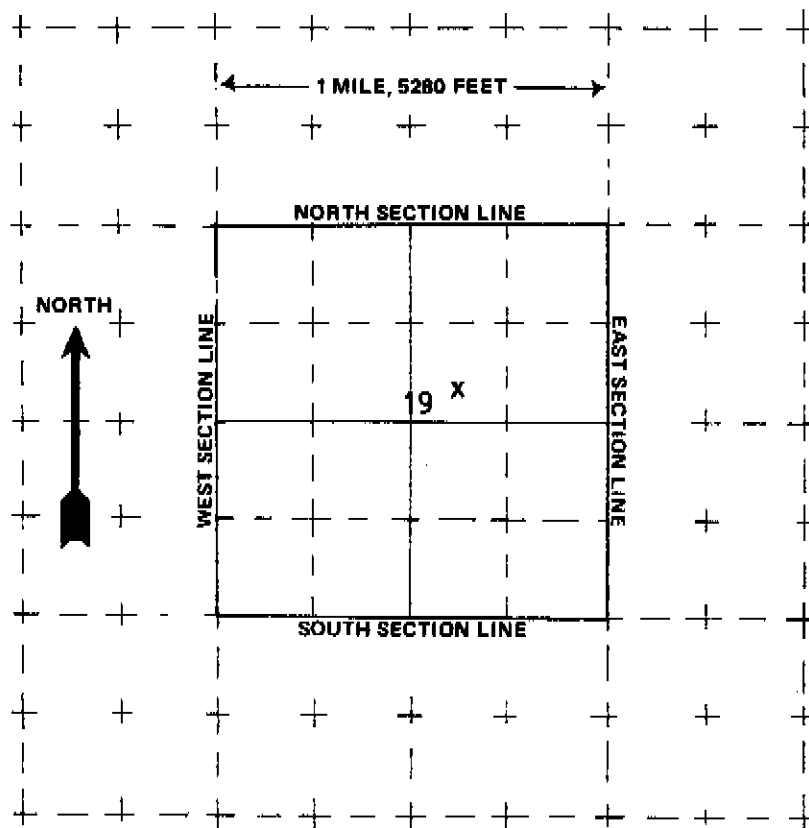 1 MILE, 5280 FEET
NORTH SECTION LINE
NORTH
WEST SECTION LINE
EAST SECTION LINE
19 X
SOUTH SECTION LINE